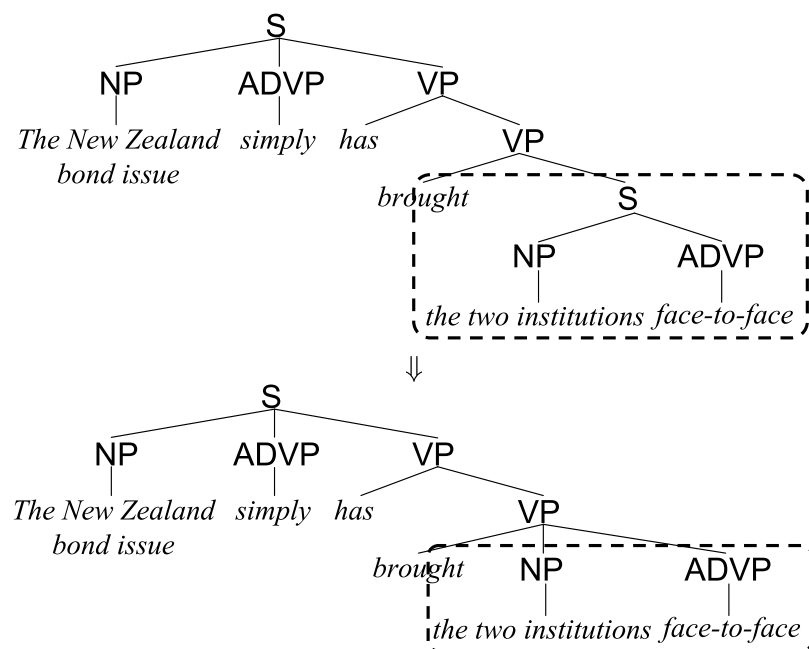 S
NP ADVP VP
The New Zealand simply has
bond issue
VP
brought
S
NP ADVP
the two institutions face-to-face
⇓
S
NP ADVP VP
The New Zealand simply has
bond issue
VP
brought NP ADVP
the two institutions face-to-face